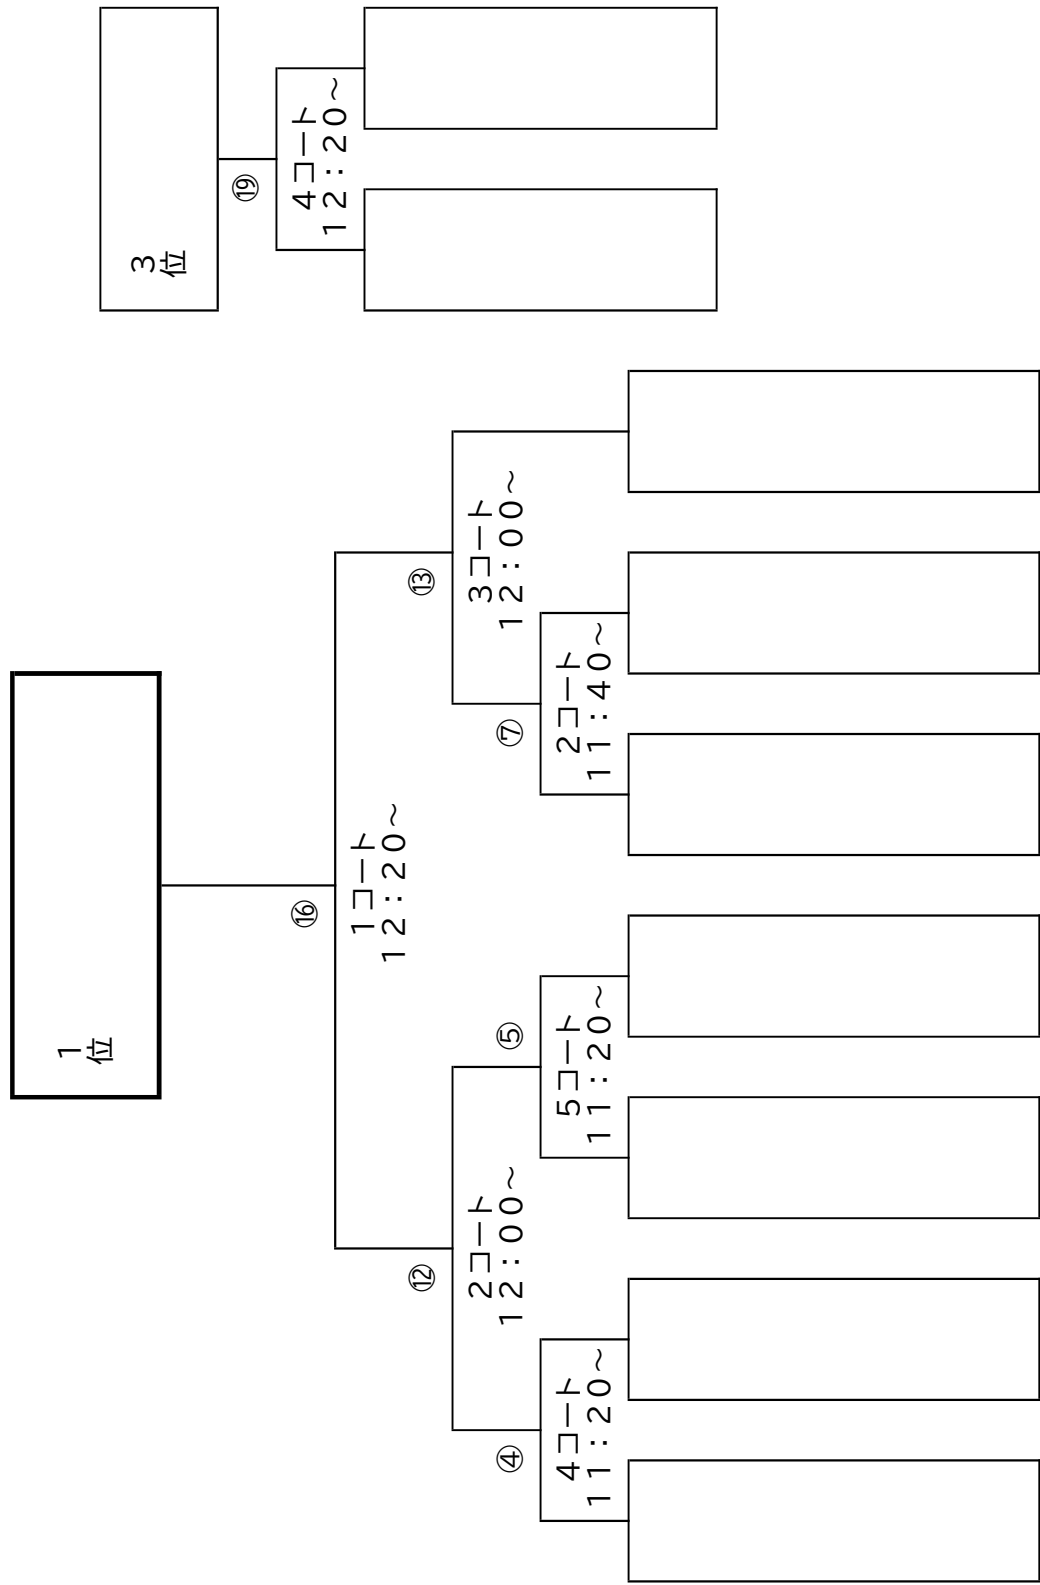 1
位
⑯
1コート
12：20～
⑫
2コート
12：00～
⑬
3コート
12：00～
④
4コート
11：20～
⑤
5コート
11：20～
⑦
2コート
11：40～
3
位
⑲
4コート
12：20～